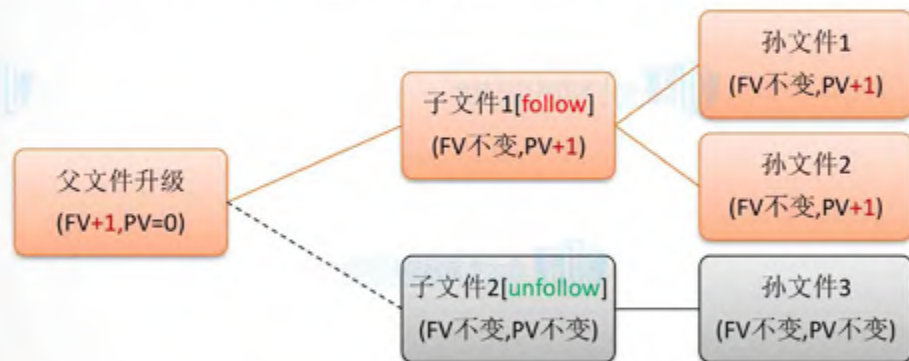 父文件升级
(FV+1,PV=0)
子文件1[follow]
(FV不变,PV+1)
子文件2[unfollow]
(FV不变,PV不变)
孙文件1
(FV不变,PV+1)
孙文件2
(FV不变,PV+1)
孙文件3
(FV不变,PV不变)